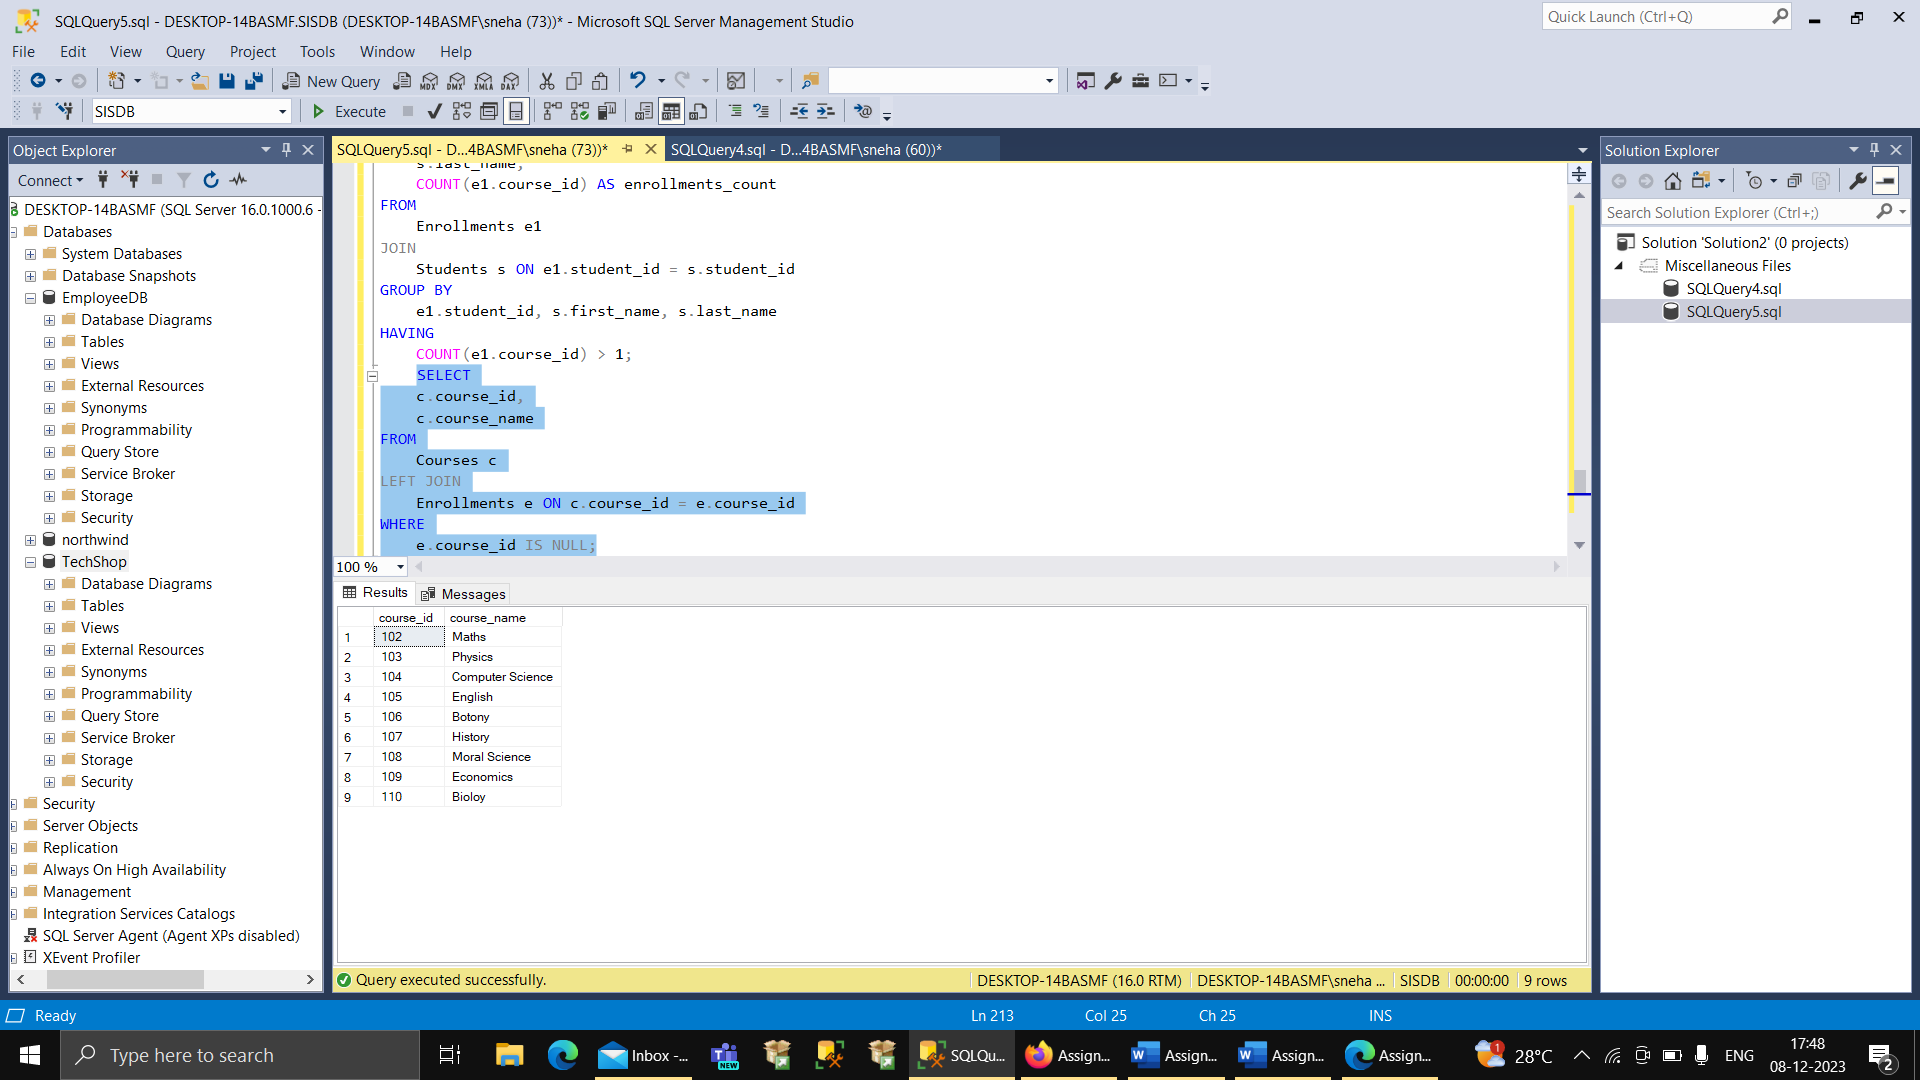 SQLQuery5.sql - DESKTOP-14BASMF.SISDB (DESKTOP-14BASMF\sneha (73))* - Microsoft SQL Server Management Studio
Quick Launch (Ctrl+Q)
File Edit View Query Project Tools Window Help
New Query
MDX DMX XMLA DAX
SISDB
Execute
Object Explorer
Connect
DESKTOP-14BASMF (SQL Server 16.0.1000.6 -
Databases
System Databases
Database Snapshots
EmployeeDB
Database Diagrams
Tables
Views
External Resources
Synonyms
Programmability
Query Store
Service Broker
Storage
Security
northwind
TechShop
Database Diagrams
Tables
Views
External Resources
Synonyms
Programmability
Query Store
Service Broker
Storage
Security
Security
Server Objects
Replication
Always On High Availability
Management
Integration Services Catalogs
SQL Server Agent (Agent XPs disabled)
XEvent Profiler
SQLQuery5.sql - D...4BASMF\sneha (73))*
SQLQuery4.sql - D...4BASMF\sneha (60))*
s.last_name,
COUNT(e1.course_id) AS enrollments_count
FROM
Enrollments e1
JOIN
Students s ON e1.student_id = s.student_id
GROUP BY
e1.student_id, s.first_name, s.last_name
HAVING
COUNT(e1.course_id) > 1;
SELECT
c.course_id,
c.course_name
FROM
Courses c
LEFT JOIN
Enrollments e ON c.course_id = e.course_id
WHERE
e.course_id IS NULL;
100 %
Results Messages
course_id course_name
1 102 Maths
2 103 Physics
3 104 Computer Science
4 105 English
5 106 Botony
6 107 History
7 108 Moral Science
8 109 Economics
9 110 Bioloy
Query executed successfully.
DESKTOP-14BASMF (16.0 RTM) DESKTOP-14BASMF\sneha ... SISDB 00:00:00 9 rows
Solution Explorer
Search Solution Explorer (Ctrl+;)
Solution 'Solution2' (0 projects)
Miscellaneous Files
SQLQuery4.sql
SQLQuery5.sql
Ready
Ln 213 Col 25 Ch 25 INS
Type here to search
Inbox -...
NEW
SQLQu...
Assign...
Assign...
Assign...
Assign...
1
28°C
ENG
17:48
08-12-2023
2